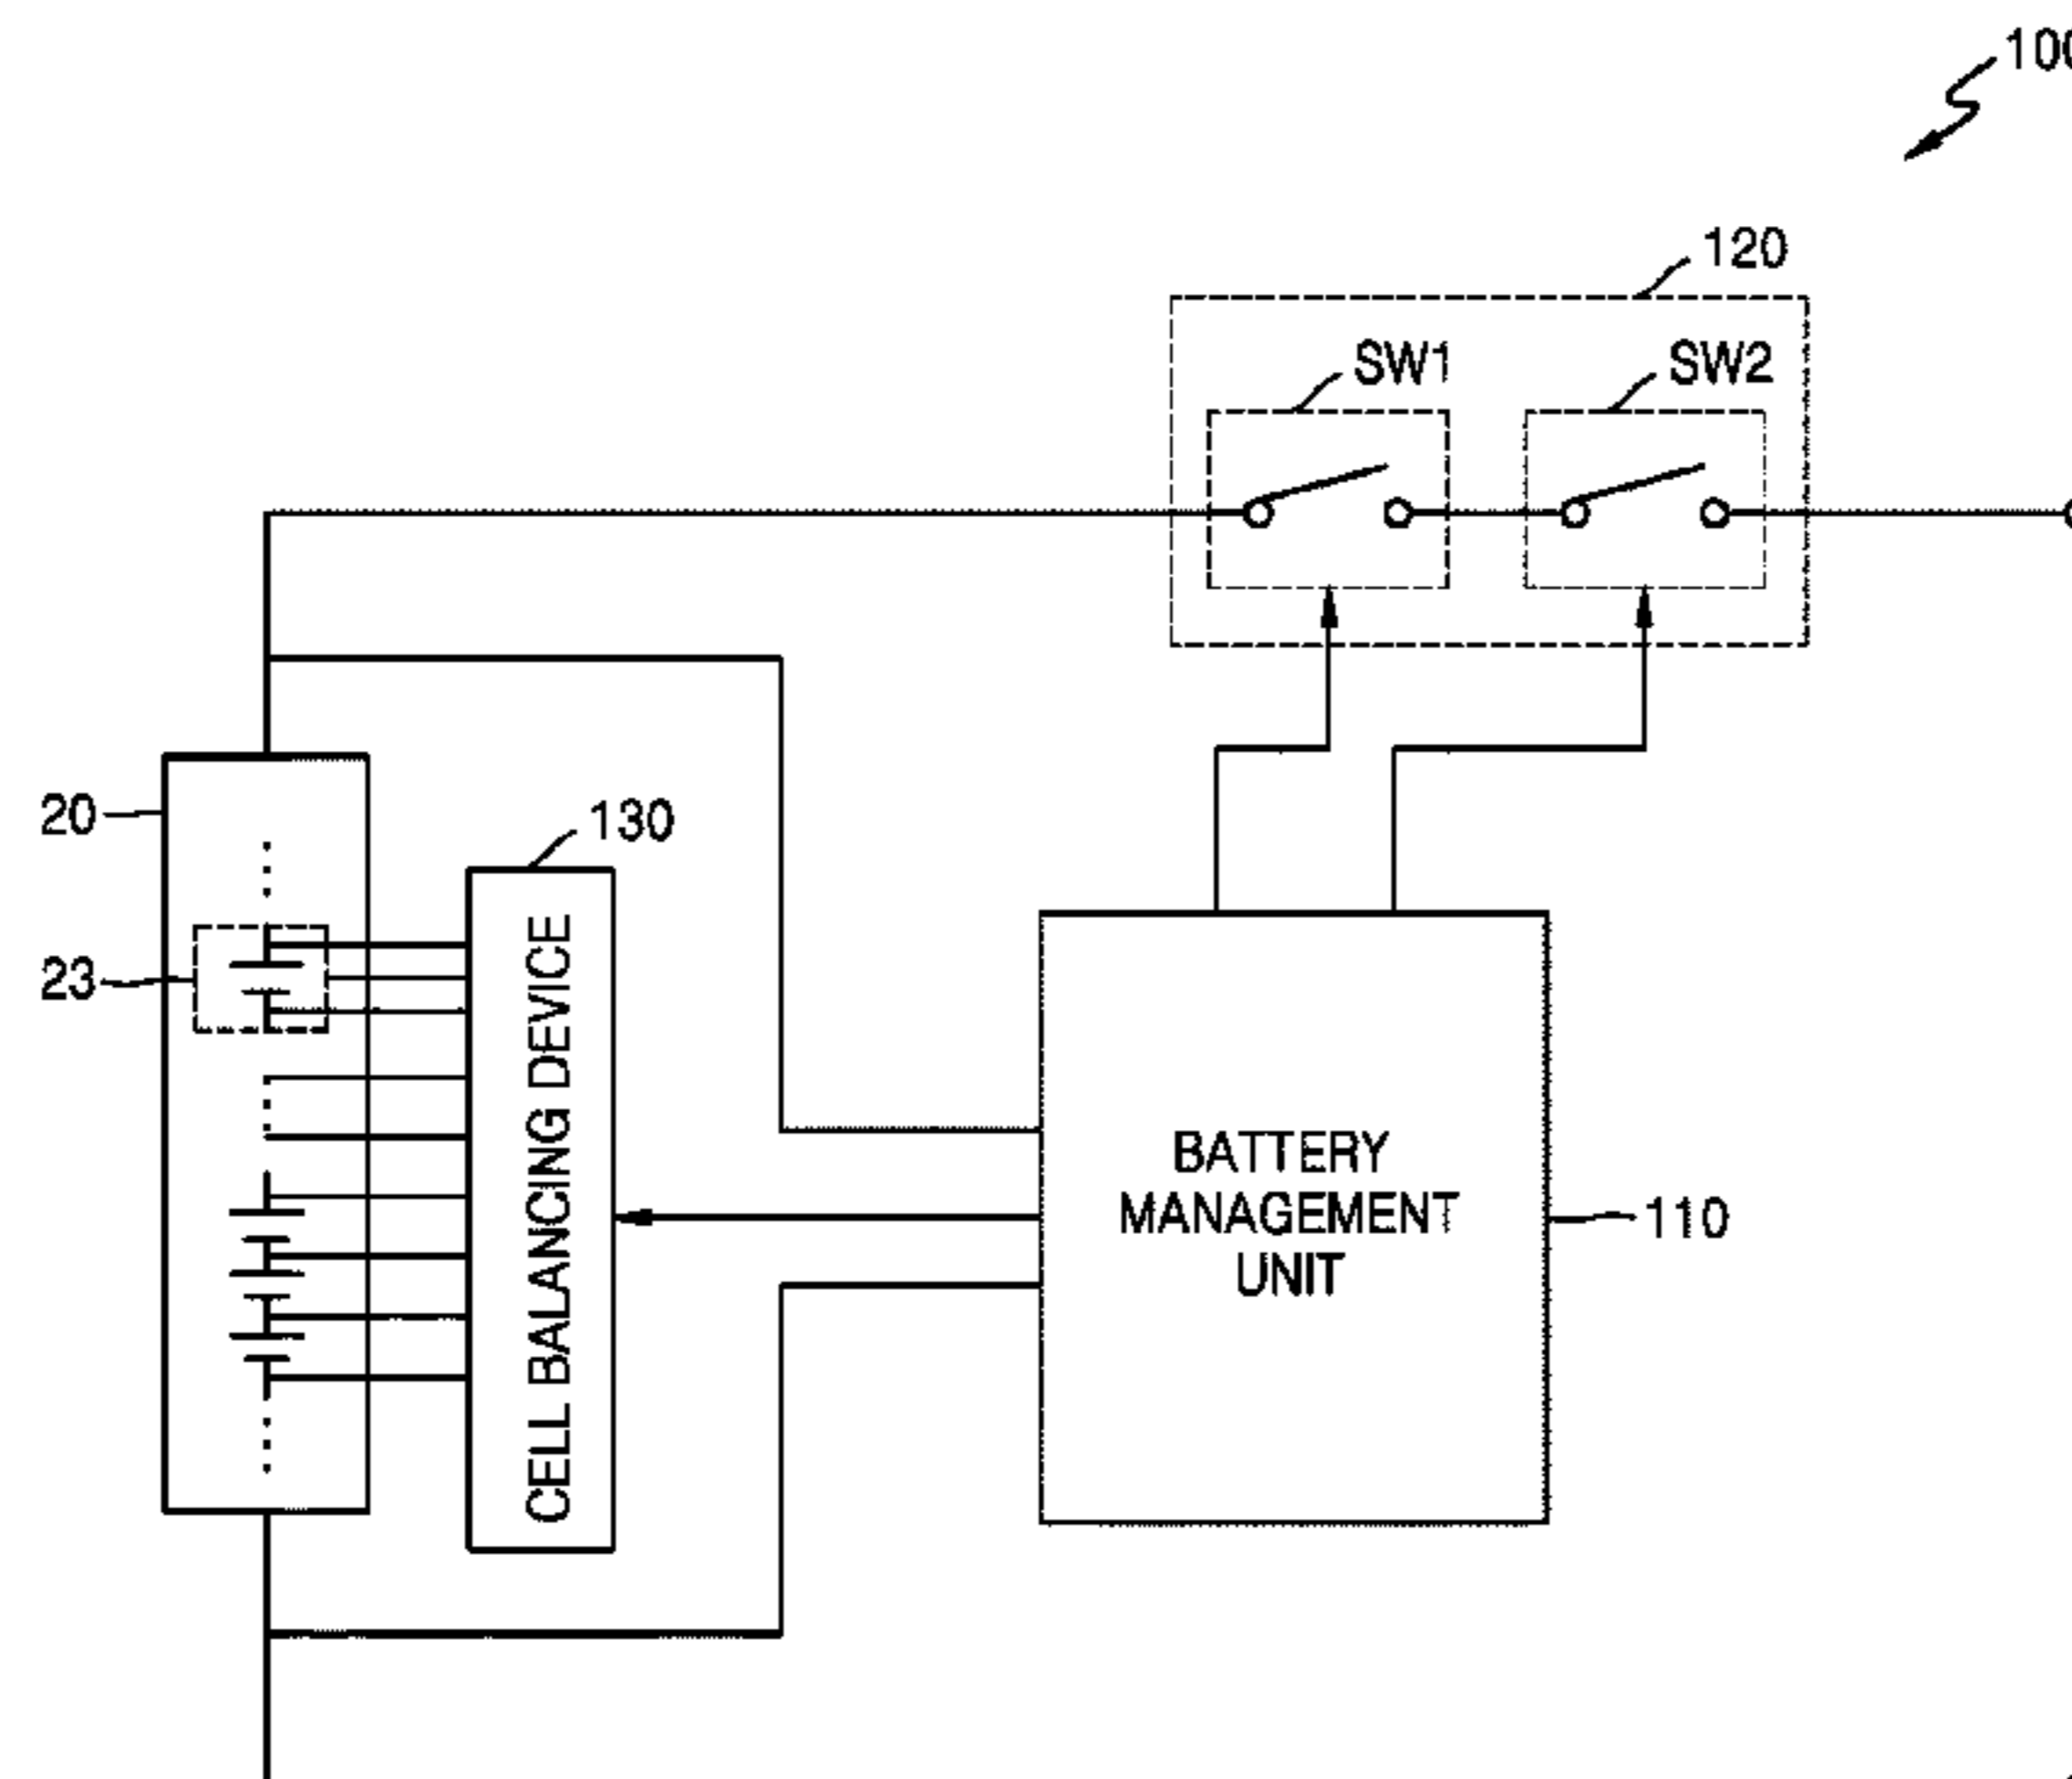 100
120
SW1
SW2
20
130
23
CELL BALANCING DEVICE
BATTERY
MANAGEMENT
UNIT
110